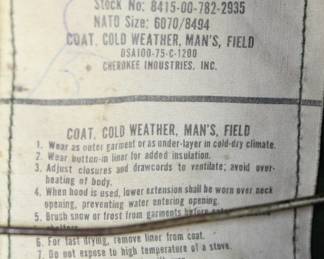 Stock No: 8415-00-782-2935
NATO Size: 6070/8494
COAT, COLD WEATHER, MAN'S, FIELD
DSA100-75-C-1200
CHEROKEE INDUSTRIES, INC.
COAT, COLD WEATHER, MAN'S, FIELD
1. Wear as outer garment or as under-layer in cold-dry climate.
2. Wear button-in liner for added insulation.
3. Adjust closures and drawcords to ventilate; avoid over-
heating of body.
4. When hood is used, lower extension shall be worn over neck
opening, preventing water entering opening.
5. Brush snow or frost from garments before
6. For fast drying, remove liner from coat.
7. Do not expose to high temperature of a stove.